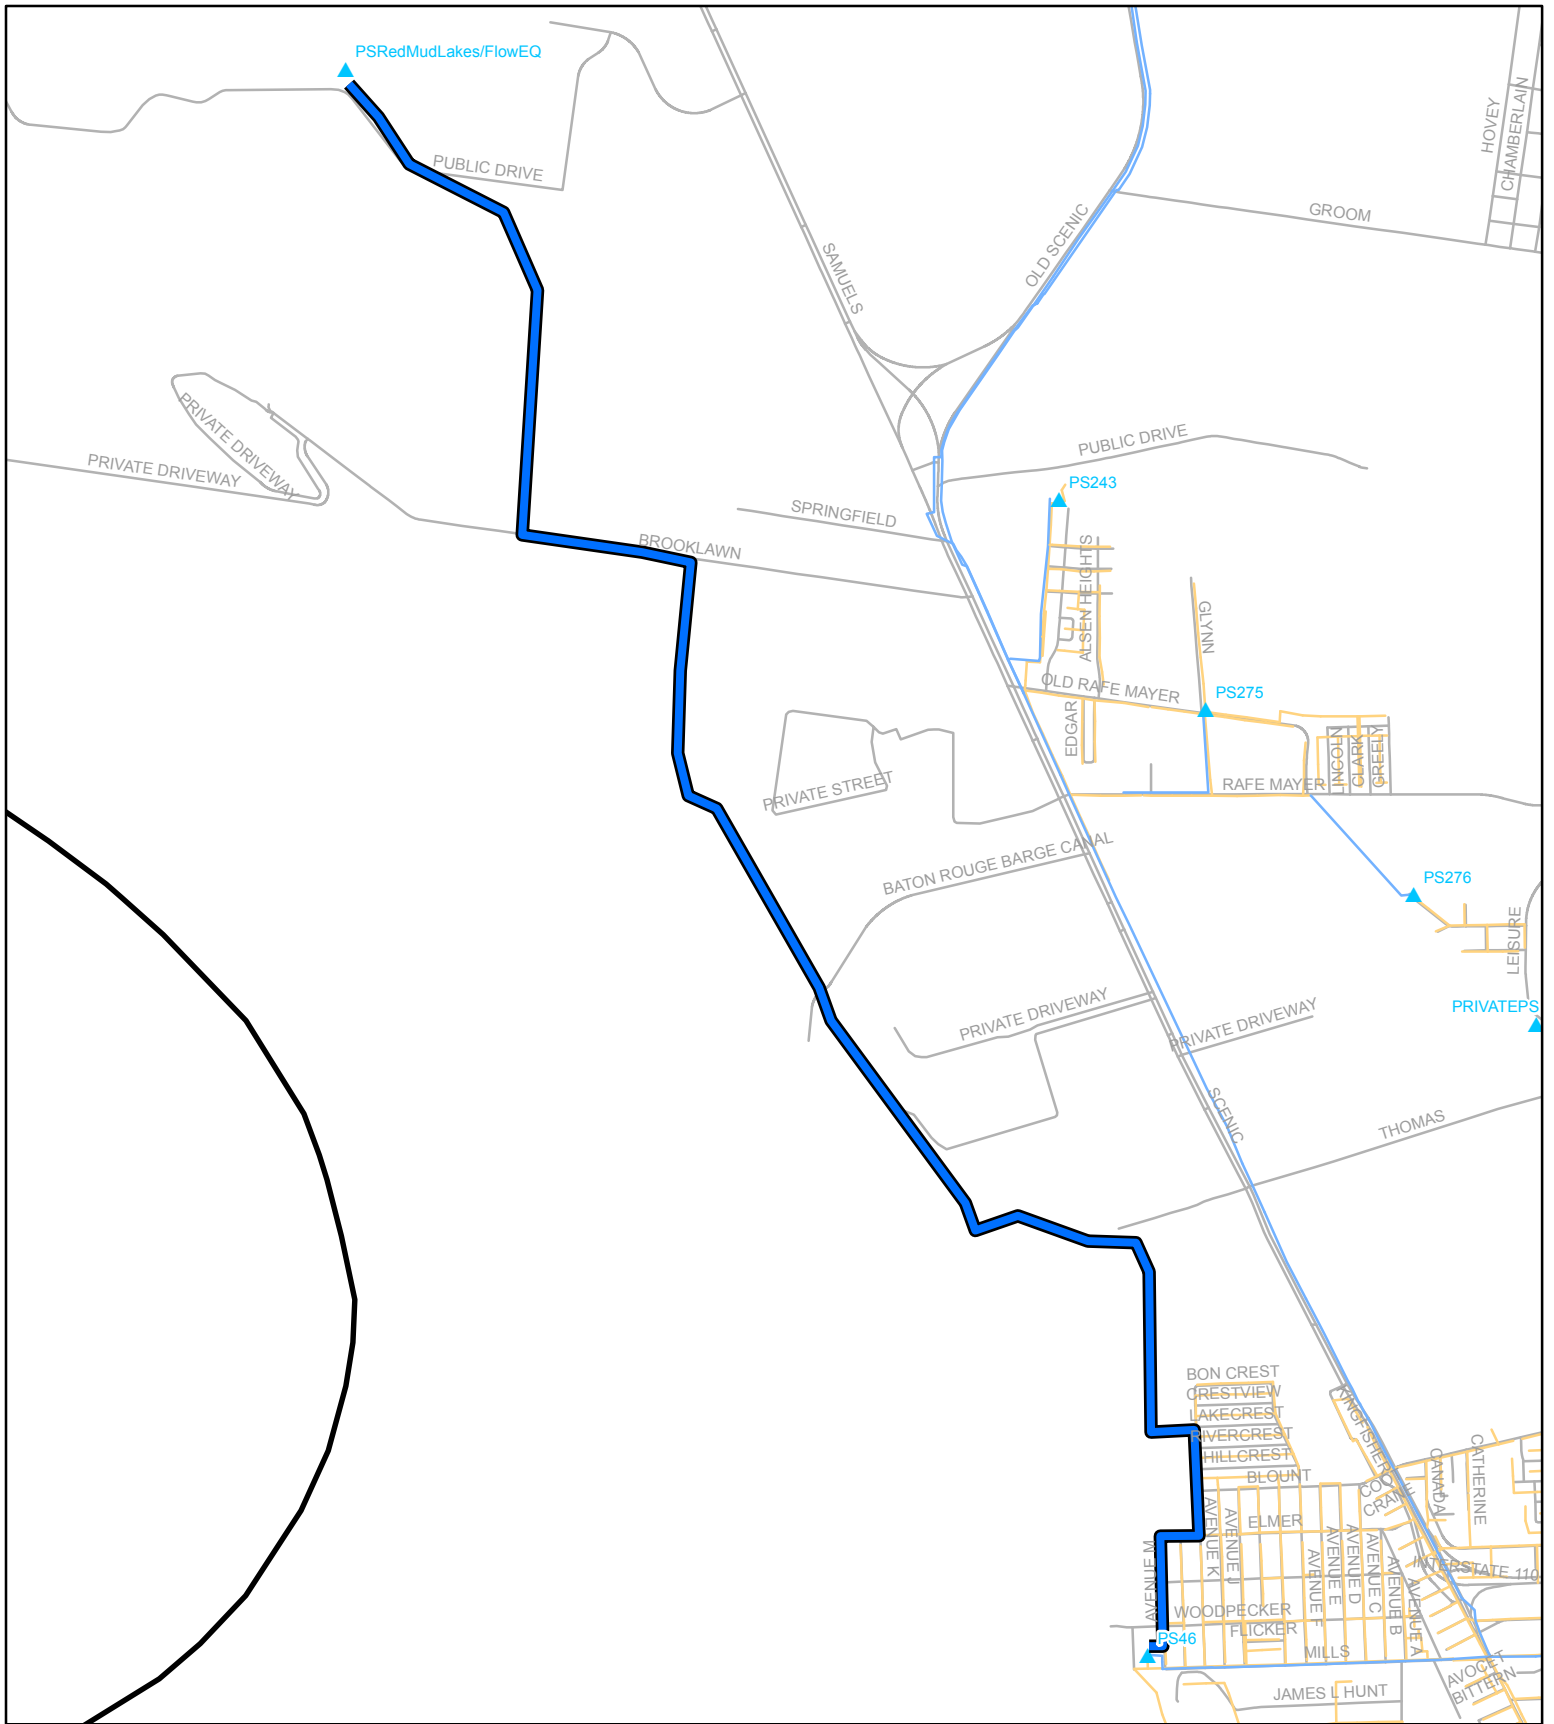 PSRedMudLakes/FlowEQ
HOVEY
CHAMBERLAIN
PUBLIC DRIVE
GROOM
OLD SCENIC
SAMUELS
PRIVATE DRIVEWAY
PUBLIC DRIVE
PRIVATE DRIVEWAY
PS243
SPRINGFIELD
BROOKLAWN
ALSEN HEIGHTS
GLYNN
OLD RAFE MAYER
PS275
EDGAR
LINCOLN
CLARK
GREELY
PRIVATE STREET
RAFE MAYER
BATON ROUGE BARGE CANAL
PS276
LEISURE
PRIVATE DRIVEWAY
PRIVATE DRIVEWAY
PRIVATEPS
SCENIC
THOMAS
BON CREST
CRESTVIEW
LAKECREST
RIVERCREST
HILLCREST
BLOUNT
KINGFISHER
COOT
CRANE
CANADA
CATHERINE
AVENUE K
AVENUE J
ELMER
AVENUE M
AVENUE F
AVENUE E
AVENUE D
AVENUE C
AVENUE B
AVENUE A
INTERSTATE 110
WOODPECKER
FLICKER
PS46
MILLS
AVOCET
BITTERN
JAMES L HUNT